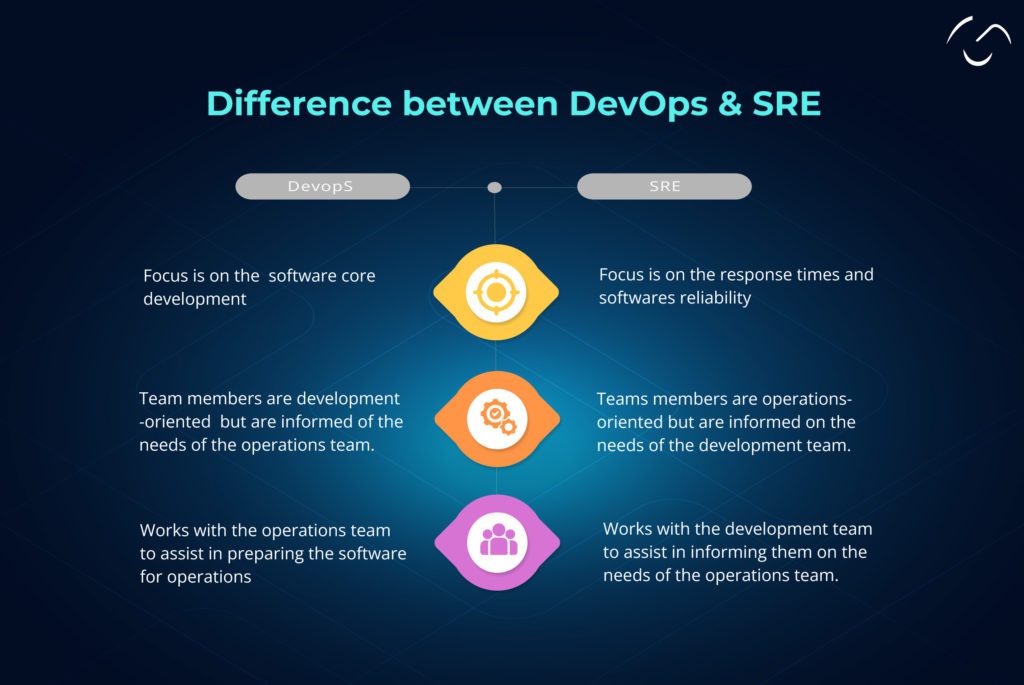 Difference between DevOps & SRE
DevopS
SRE
Focus is on the software core
development
Focus is on the response times and
softwares reliability
Team members are development
-oriented but are informed of the
needs of the operations team.
Teams members are operations-
oriented but are informed on the
needs of the development team.
Works with the operations team
to assist in preparing the software
for operations
Works with the development team
to assist in informing them on the
needs of the operations team.